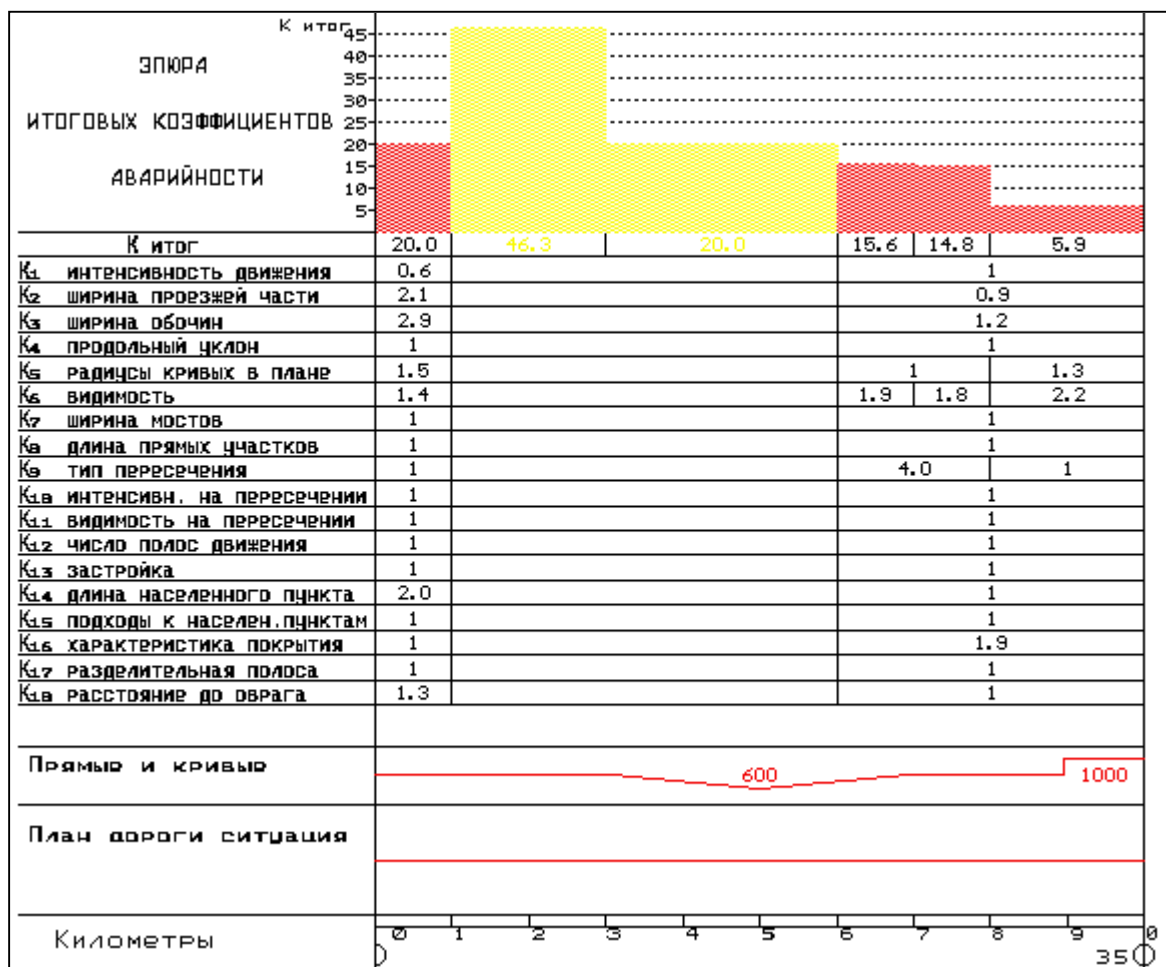 К итог
45
40
ЭПЮРА
35
30
ИТОГОВЫХ КОЭФФИЦИЕНТОВ 25
20
15
АВАРИЙНОСТИ
10
5
К итог 20.0 46.3 20.0 15.6 14.8 5.9
К1 интенсивность движения 0.6 1
К2 ширина проезжей части 2.1 0.9
К3 ширина обочин 2.9 1.2
К4 продольный уклон 1 1
К5 радиусы кривых в плане 1.5 1 1.3
К6 видимость 1.4 1.9 1.8 2.2
К7 ширина мостов 1 1
К8 длина прямых участков 1 1
К9 тип пересечения 1 4.0 1
К10 интенсивн. на пересечении 1 1
К11 видимость на пересечении 1 1
К12 число полос движения 1 1
К13 застройка 1 1
К14 длина населенного пункта 2.0 1
К15 подходы к населен.пунктам 1 1
К16 характеристика покрытия 1 1.9
К17 разделительная полоса 1 1
К18 расстояние до оврага 1.3 1
Прямые и кривые 600 1000
План дороги ситуация
Километры 0 1 2 3 4 5 6 7 8 9 0
35